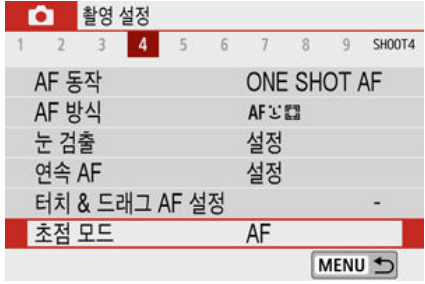 촬영 설정
1 2 3 4 5 6 7 8 9 SHOOT4
AF 동작 ONE SHOT AF
AF 방식 AF
눈 검출 설정
연속 AF 설정
터치 & 드래그 AF 설정 -
초점 모드 AF
MENU